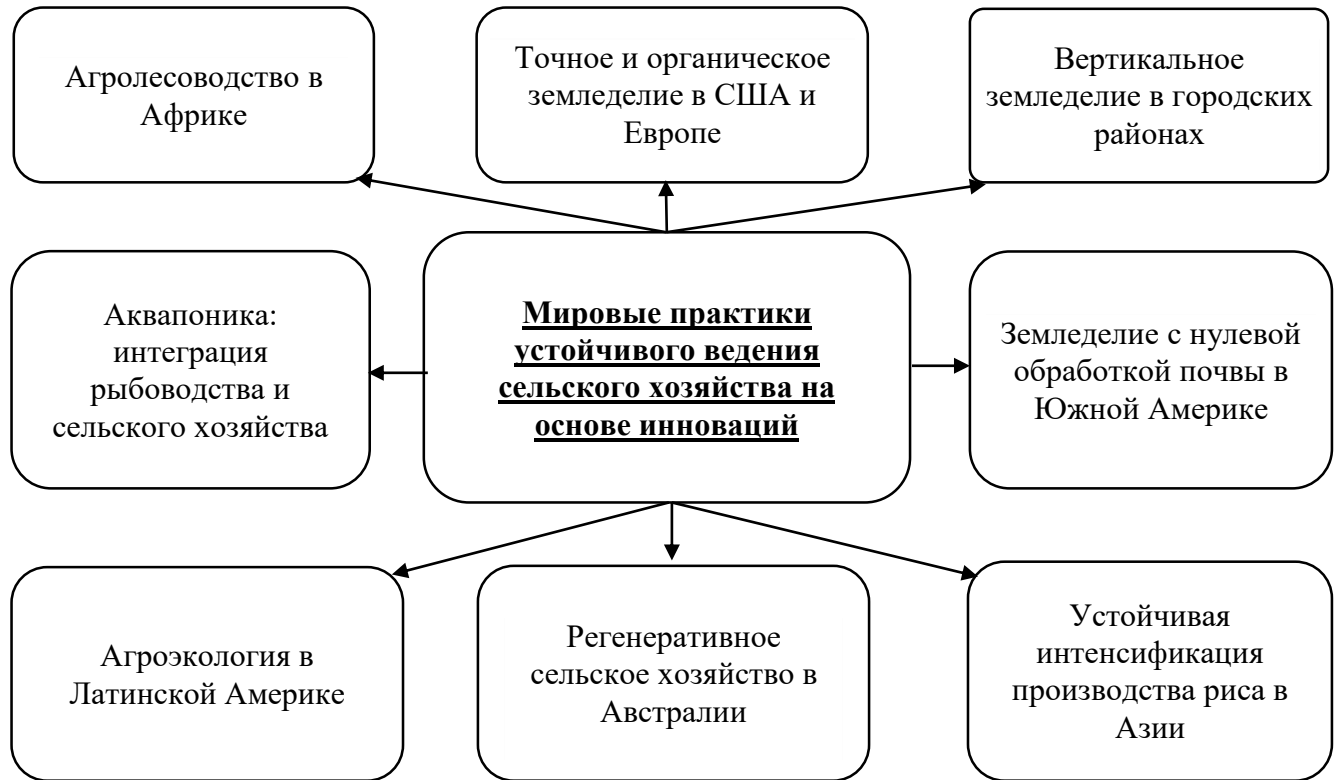 Агролесоводство в
Африке
Точное и органическое
земледелие в США и
Европе
Вертикальное
земледелие в городских
районах
Аквапоника:
интеграция
рыбоводства и
сельского хозяйства
Мировые практики
устойчивого ведения
сельского хозяйства на
основе инноваций
Земледелие с нулевой
обработкой почвы в
Южной Америке
Агроэкология в
Латинской Америке
Регенеративное
сельское хозяйство в
Австралии
Устойчивая
интенсификация
производства риса в
Азии